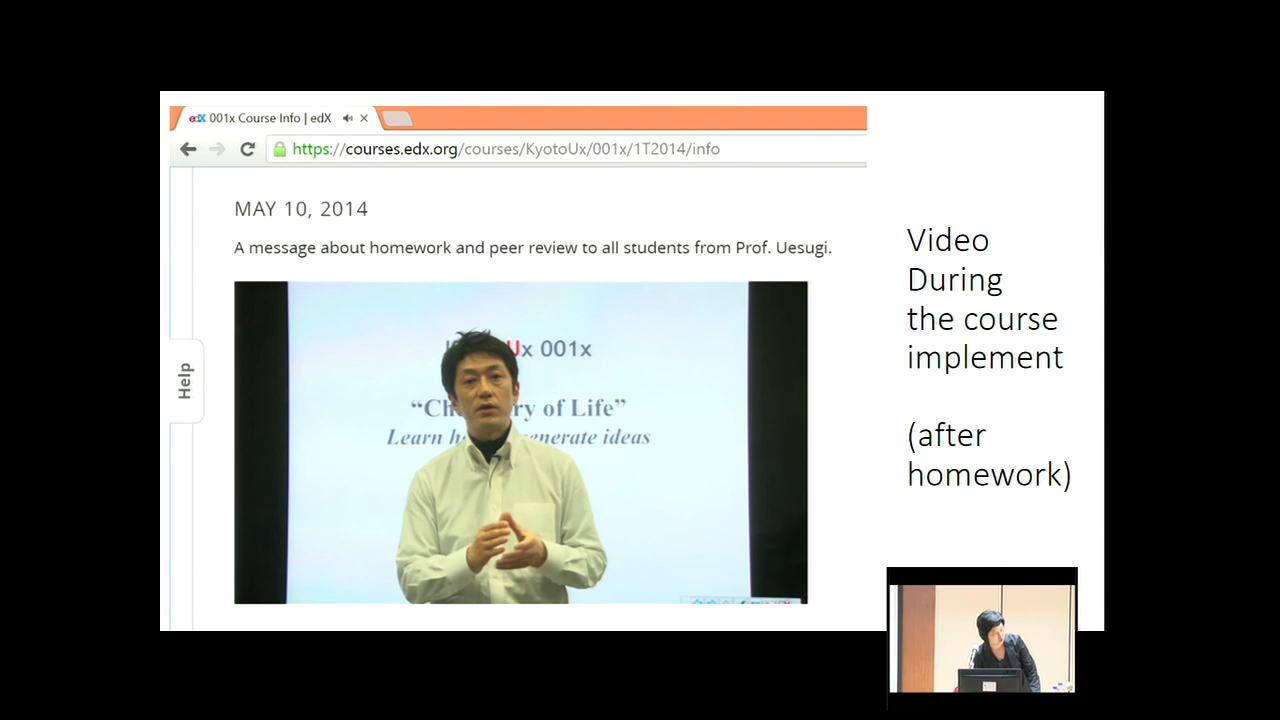 edX 001x Course Info | edX
https://courses.edx.org/courses/KyotoUx/001x/1T2014/info
MAY 10, 2014
A message about homework and peer review to all students from Prof. Uesugi.
Help
Ux 001x
“Ch ry of Life”
Learn h enerate ideas
Video
During
the course
implement
(after
homework)